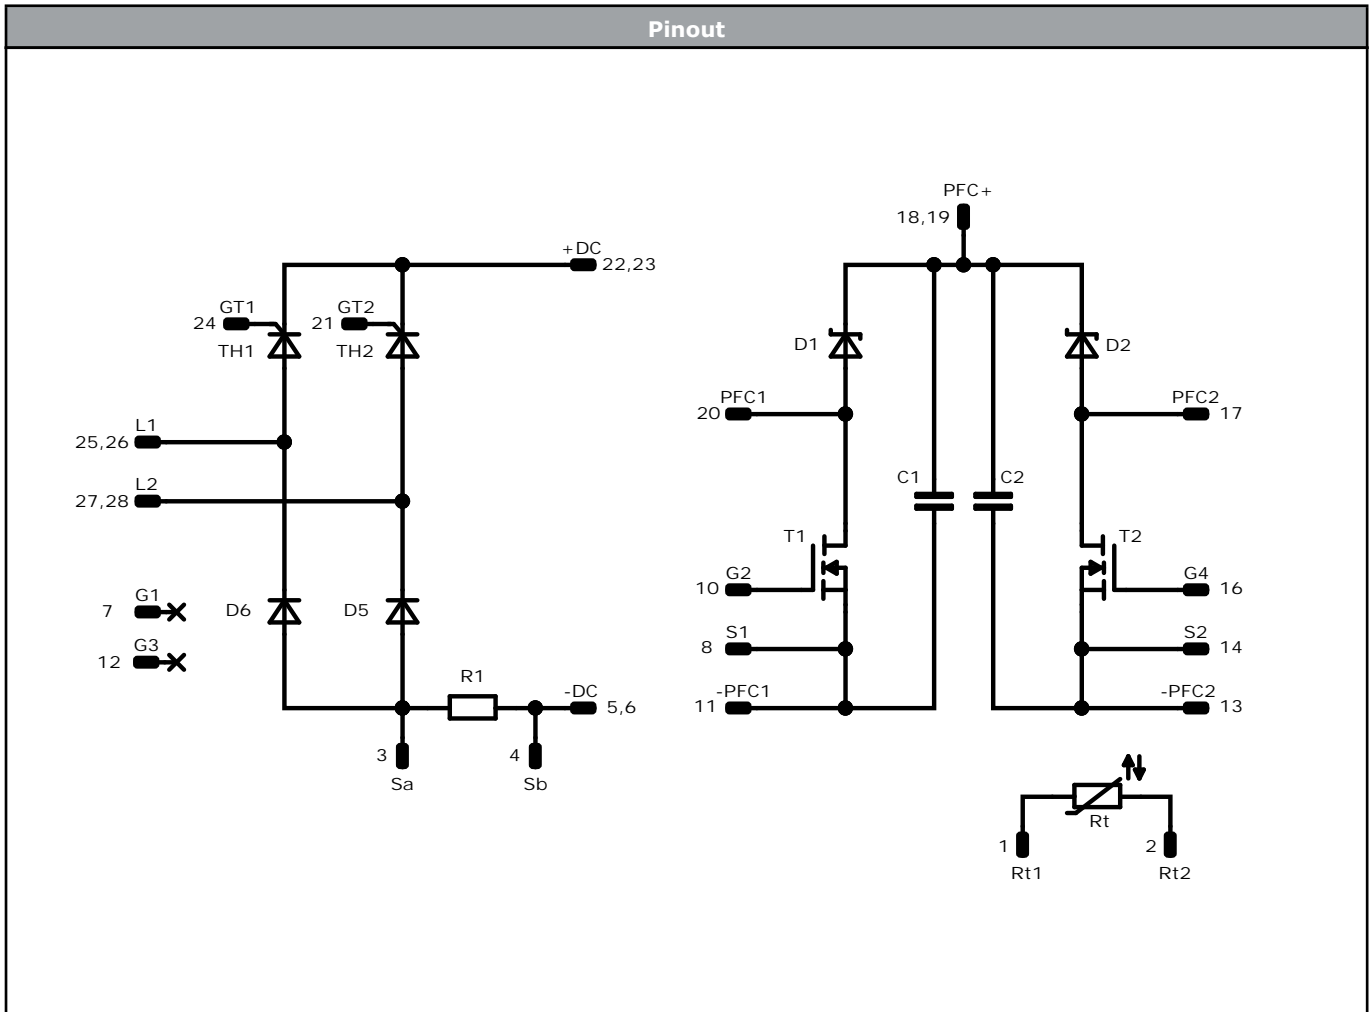 Pinout
PFC+
18,19
+DC
22,23
GT1
24
TH1
GT2
21
TH2
D1
D2
PFC1
20
PFC2
17
L1
25,26
L2
27,28
C1
C2
T1
T2
G2
10
G4
16
G1
7
G3
12
D6
D5
S1
8
S2
14
R1
-DC
5,6
-PFC1
11
-PFC2
13
3
Sa
4
Sb
Rt
1
Rt1
2
Rt2